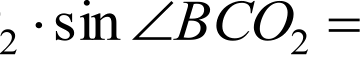 ₂ · sin ∠BCO₂ =